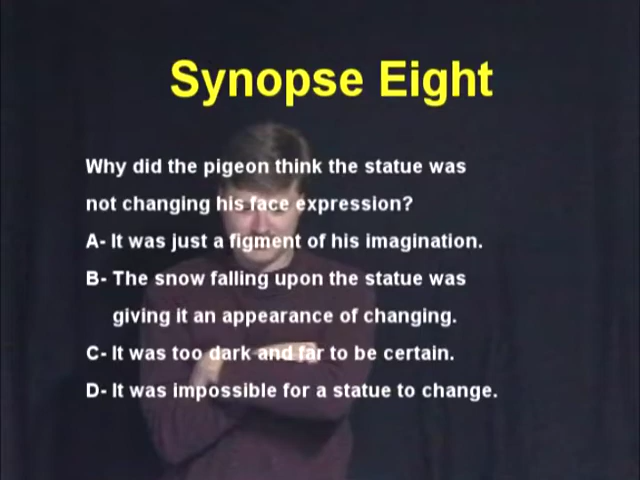 Synopse Eight
Why did the pigeon think the statue was
not changing his face expression?
A- It was just a figment of his imagination.
B- The snow falling upon the statue was
giving it an appearance of changing.
C- It was too dark and far to be certain.
D- It was impossible for a statue to change.